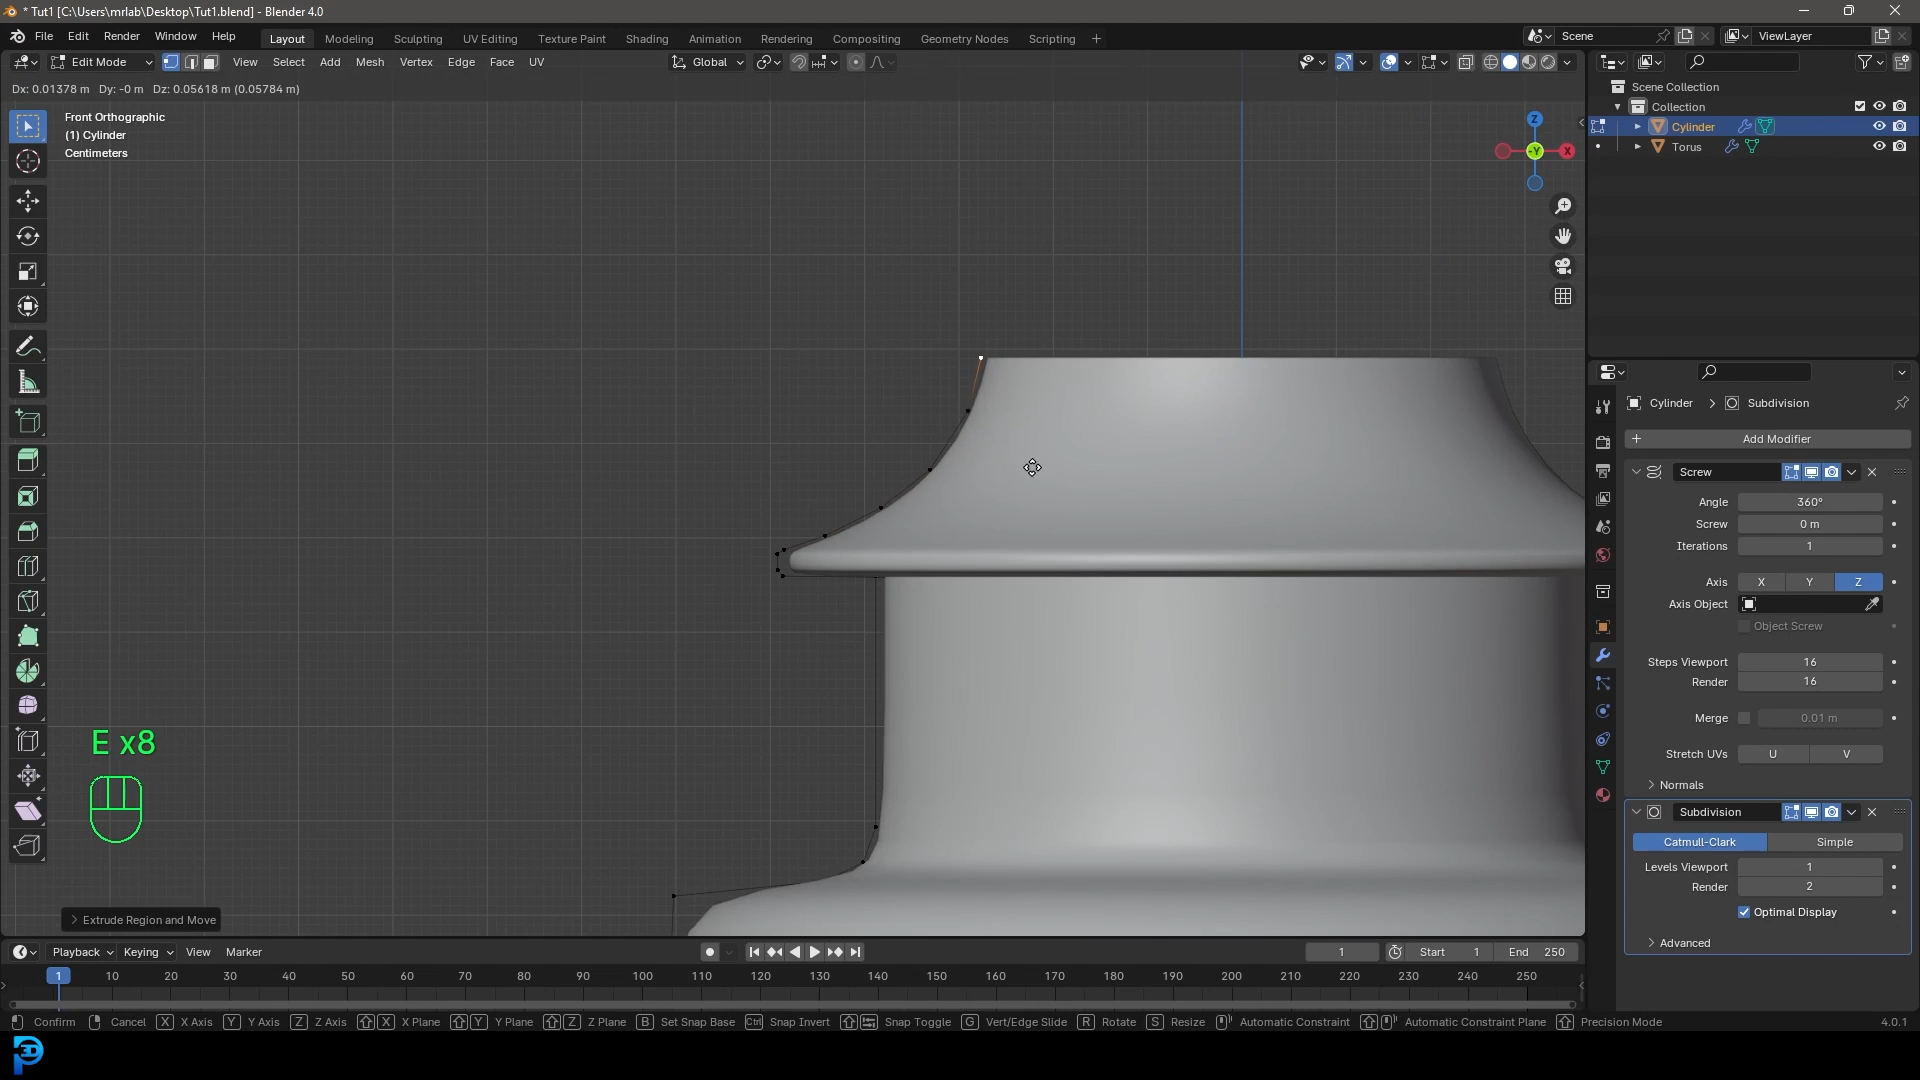 * Tut1 [C:\Users\mrlab\Desktop\Tut1.blend] - Blender 4.0
File Edit Render Window Help
Layout Modeling Sculpting UV Editing Texture Paint Shading Animation Rendering Compositing Geometry Nodes Scripting +
Scene
ViewLayer
Edit Mode
View Select Add Mesh Vertex Edge Face UV
Global
Dx: 0.01378 m Dy: -0 m Dz: 0.05618 m (0.05784 m)
Front Orthographic
(1) Cylinder
Centimeters
Z
-Y
X
Scene Collection
Collection
Cylinder
Torus
Cylinder > Subdivision
+ Add Modifier
Screw
Angle 360°
Screw 0 m
Iterations 1
Axis X Y Z
Axis Object
Object Screw
Steps Viewport 16
Render 16
Merge 0.01 m
Stretch UVs U V
Normals
Subdivision
Catmull-Clark Simple
Levels Viewport 1
Render 2
Optimal Display
Advanced
E x8
Extrude Region and Move
Playback Keying View Marker
1
Start 1
End 250
1 10 20 30 40 50 60 70 80 90 100 110 120 130 140 150 160 170 180 190 200 210 220 230 240 250
Confirm Cancel X X Axis Y Y Axis Z Z Axis X X Plane Y Y Plane Z Z Plane B Set Snap Base Ctrl Snap Invert Snap Toggle G Vert/Edge Slide R Rotate S Resize Automatic Constraint Automatic Constraint Plane Precision Mode 4.0.1